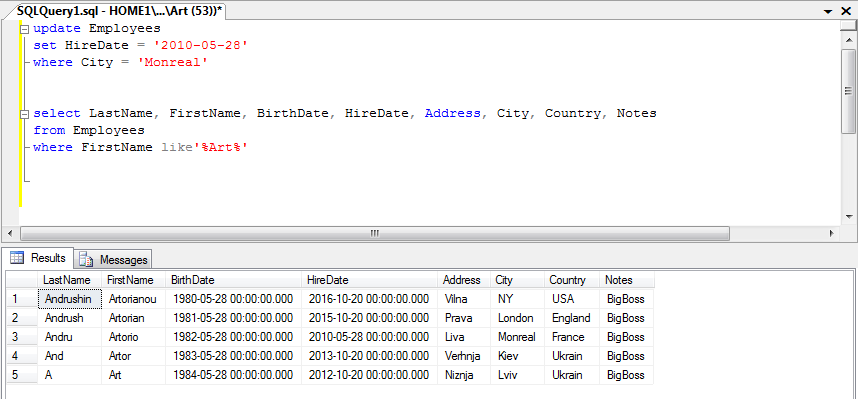 SQLQuery1.sql - HOME1\...\Art (53))*
update Employees
set HireDate = '2010-05-28'
where City = 'Monreal'
select LastName, FirstName, BirthDate, HireDate, Address, City, Country, Notes
from Employees
where FirstName like'%Art%'
Results Messages
LastName FirstName BirthDate HireDate Address City Country Notes
1 Andrushin Artorianou 1980-05-28 00:00:00.000 2016-10-20 00:00:00.000 Vilna NY USA BigBoss
2 Andrush Artorian 1981-05-28 00:00:00.000 2015-10-20 00:00:00.000 Prava London England BigBoss
3 Andru Artorio 1982-05-28 00:00:00.000 2010-05-28 00:00:00.000 Liva Monreal France BigBoss
4 And Artor 1983-05-28 00:00:00.000 2013-10-20 00:00:00.000 Verhnja Kiev Ukrain BigBoss
5 A Art 1984-05-28 00:00:00.000 2012-10-20 00:00:00.000 Niznja Lviv Ukrain BigBoss